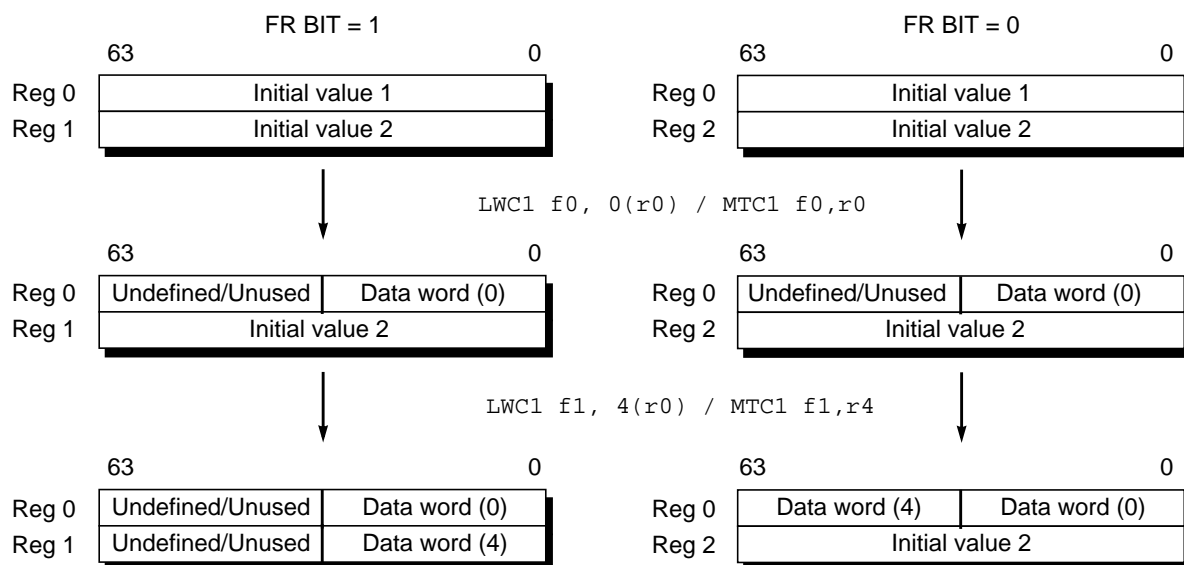 FR BIT = 1 FR BIT = 0
63 0 63 0
Reg 0 Initial value 1 Reg 0 Initial value 1
Reg 1 Initial value 2 Reg 2 Initial value 2
LWC1 f0, 0(r0) / MTC1 f0,r0
63 0 63 0
Reg 0 Undefined/Unused Data word (0) Reg 0 Undefined/Unused Data word (0)
Reg 1 Initial value 2 Reg 2 Initial value 2
LWC1 f1, 4(r0) / MTC1 f1,r4
63 0 63 0
Reg 0 Undefined/Unused Data word (0) Reg 0 Data word (4) Data word (0)
Reg 1 Undefined/Unused Data word (4) Reg 2 Initial value 2